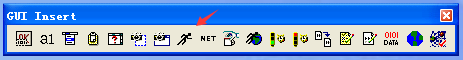 GUI Insert
OK a1 ? NET 0101 DATA